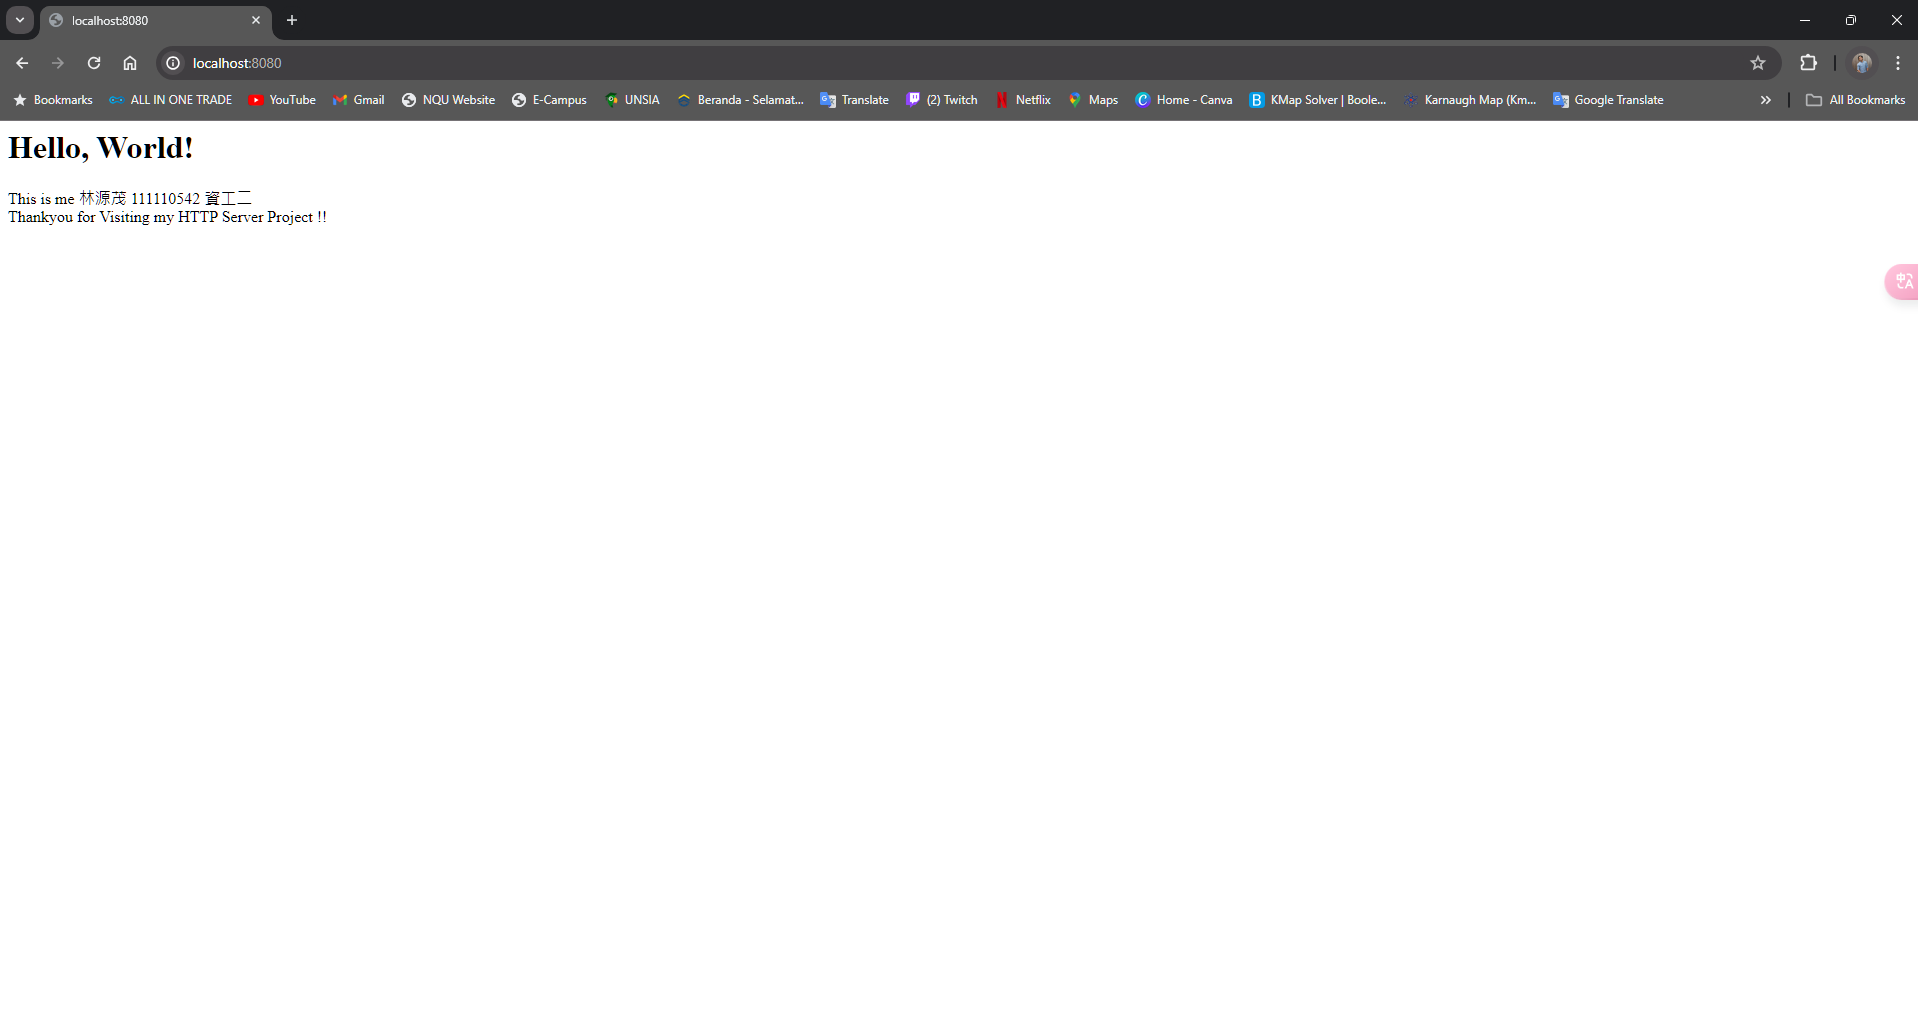 localhost:8080
localhost:8080
Bookmarks ALL IN ONE TRADE YouTube Gmail NQU Website E-Campus UNSIA Beranda - Selamat... Translate (2) Twitch Netflix Maps Home - Canva KMap Solver | Boole... Karnaugh Map (Km... Google Translate » All Bookmarks
Hello, World!
This is me 林源茂 111110542 資工二
Thankyou for Visiting my HTTP Server Project !!